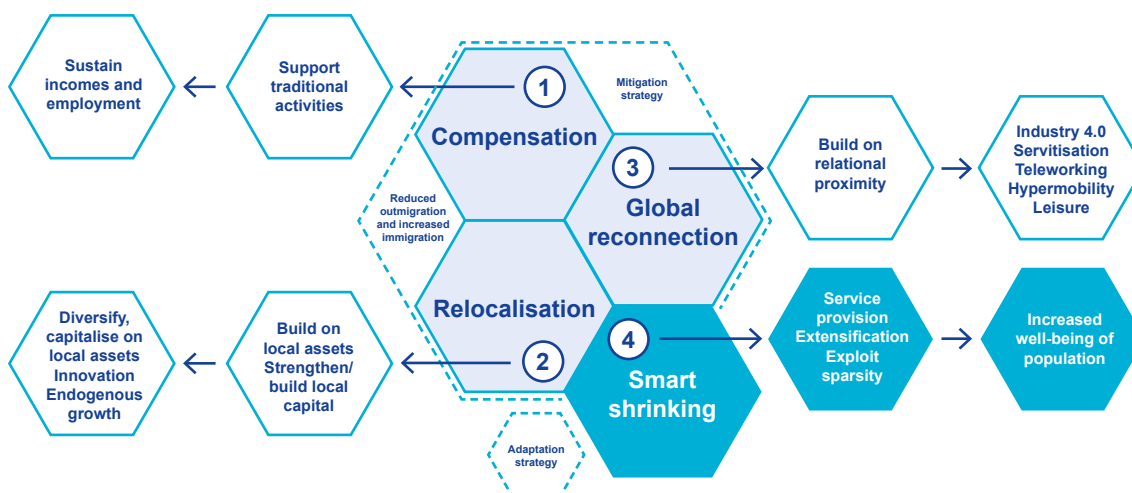 Sustain
incomes and
employment
Support
traditional
activities
1
Compensation
Mitigation
strategy
3
Global
reconnection
Build on
relational
proximity
Industry 4.0
Servitisation
Teleworking
Hypermobility
Leisure
Reduced
outmigration
and increased
immigration
Diversify,
capitalise on
local assets
Innovation
Endogenous
growth
Build on
local assets
Strengthen/
build local
capital
Relocalisation
2
4
Smart
shrinking
Service
provision
Extensification
Exploit
sparsity
Increased
well-being of
population
Adaptation
strategy